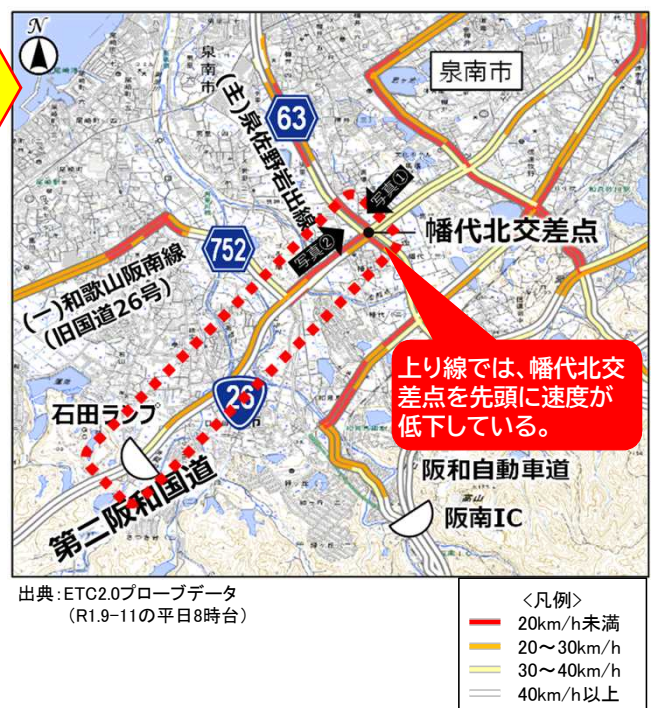 N
泉南市
泉南市
63
(主)泉佐野岩出線
写真①
幡代北交差点
写真②
752
(一)和歌山阪南線
(旧国道26号)
上り線では、幡代北交
差点を先頭に速度が
低下している。
26
石田ランプ
第二阪和国道
阪和自動車道
高山
阪南IC
出典:ETC2.0プローブデータ
(R1.9-11の平日8時台)
<凡例>
20km/h未満
20～30km/h
30～40km/h
40km/h以上